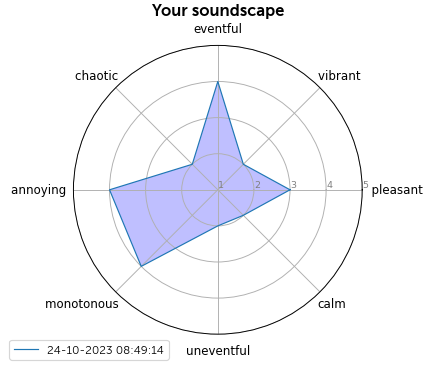 Your soundscape
eventful
chaotic
vibrant
annoying
1 2 3 4 5
pleasant
monotonous
calm
24-10-2023 08:49:14
uneventful